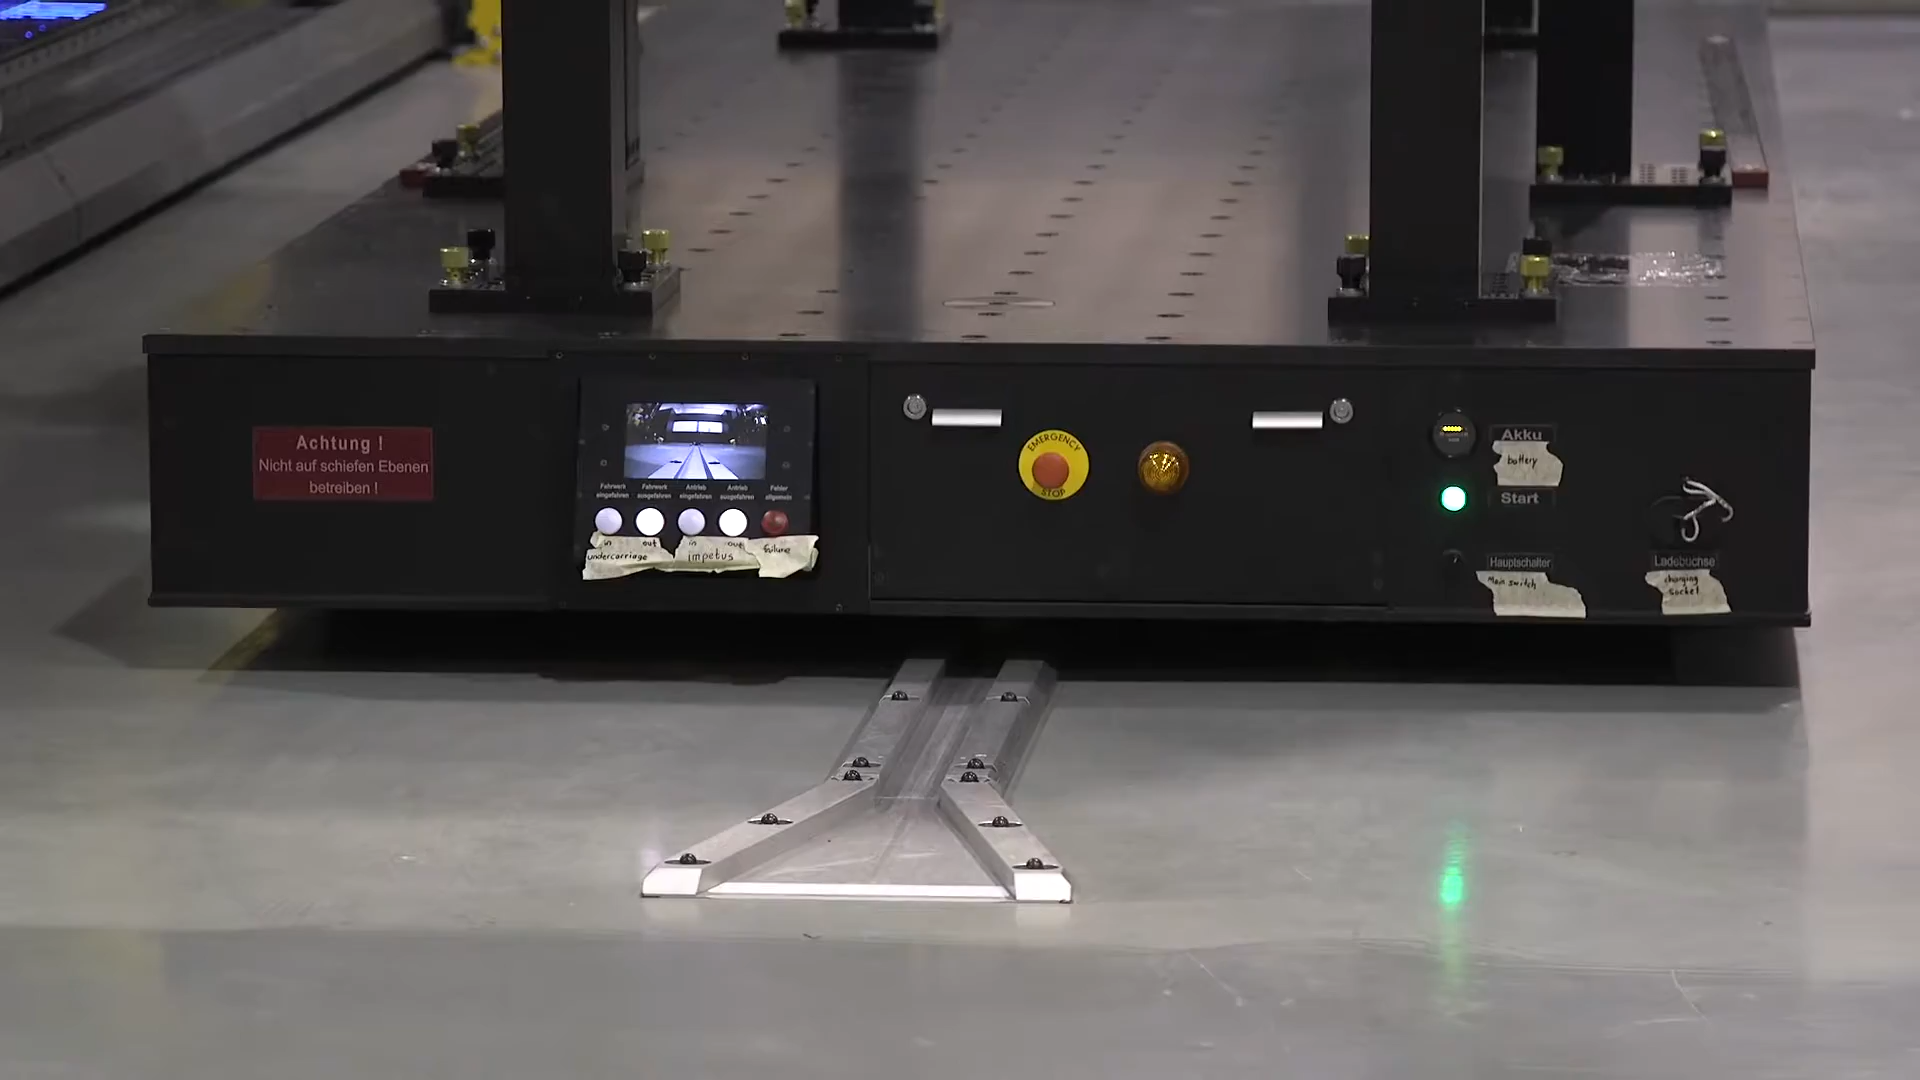 Achtung !
Nicht auf schiefen Ebenen
betreiben !
Fahrwerk eingefahren
Fahrwerk ausgefahren
Antrieb eingefahren
Antrieb ausgefahren
Fehler allgemein
in out in out failure
undercarriage impetus
EMERGENCY
STOP
Akku
battery
Start
Hauptschalter
Main switch
Ladebuchse
charging
socket